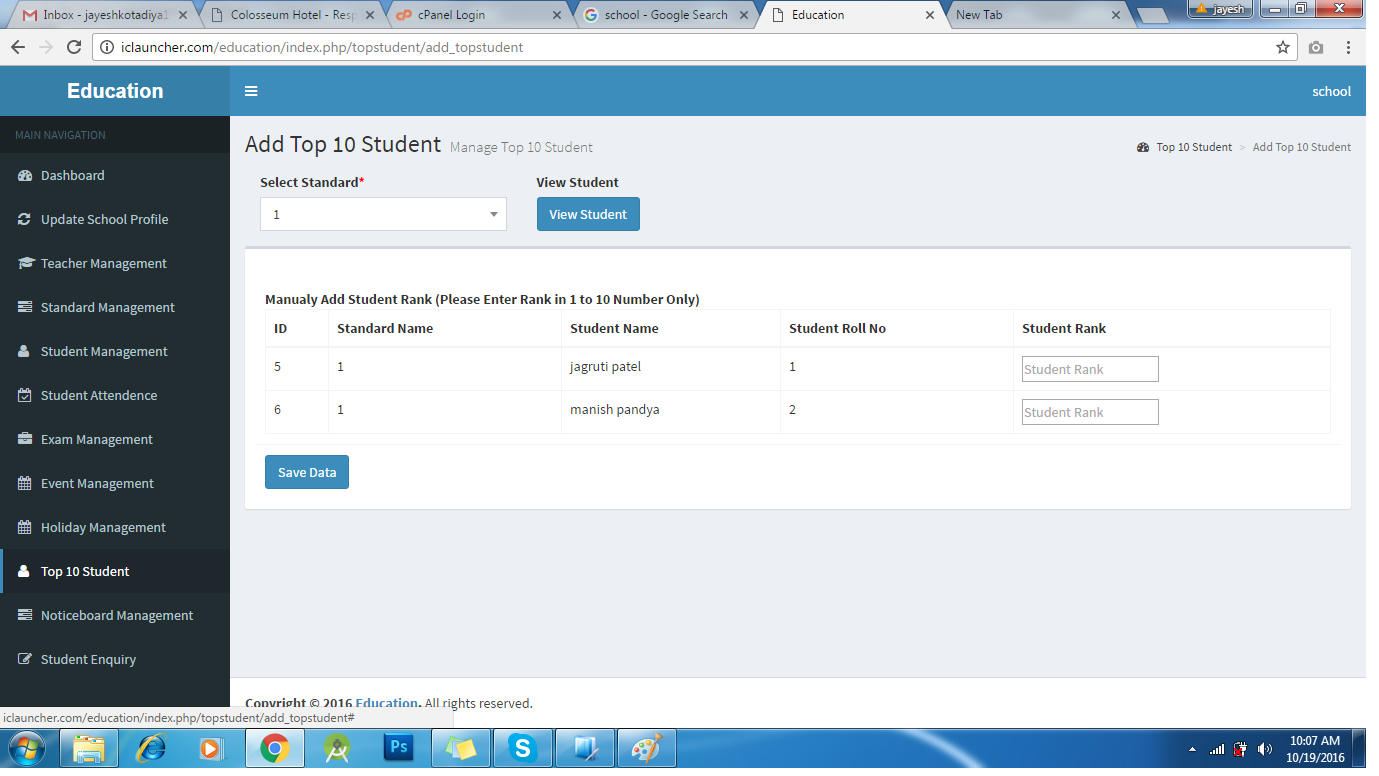 Inbox - jayeshkotadiya1
Colosseum Hotel - Resp
cPanel Login
school - Google Search
Education
New Tab
jayesh
iclauncher.com/education/index.php/topstudent/add_topstudent
Education
school
MAIN NAVIGATION
Dashboard
Update School Profile
Teacher Management
Standard Management
Student Management
Student Attendence
Exam Management
Event Management
Holiday Management
Top 10 Student
Noticeboard Management
Student Enquiry
Add Top 10 Student Manage Top 10 Student
Top 10 Student > Add Top 10 Student
Select Standard* View Student
1 View Student
Manualy Add Student Rank (Please Enter Rank in 1 to 10 Number Only)
ID Standard Name Student Name Student Roll No Student Rank
5 1 jagruti patel 1 Student Rank
6 1 manish pandya 2 Student Rank
Save Data
Copyright © 2016 Education. All rights reserved.
iclauncher.com/education/index.php/topstudent/add_topstudent#
Ps
10:07 AM
10/19/2016